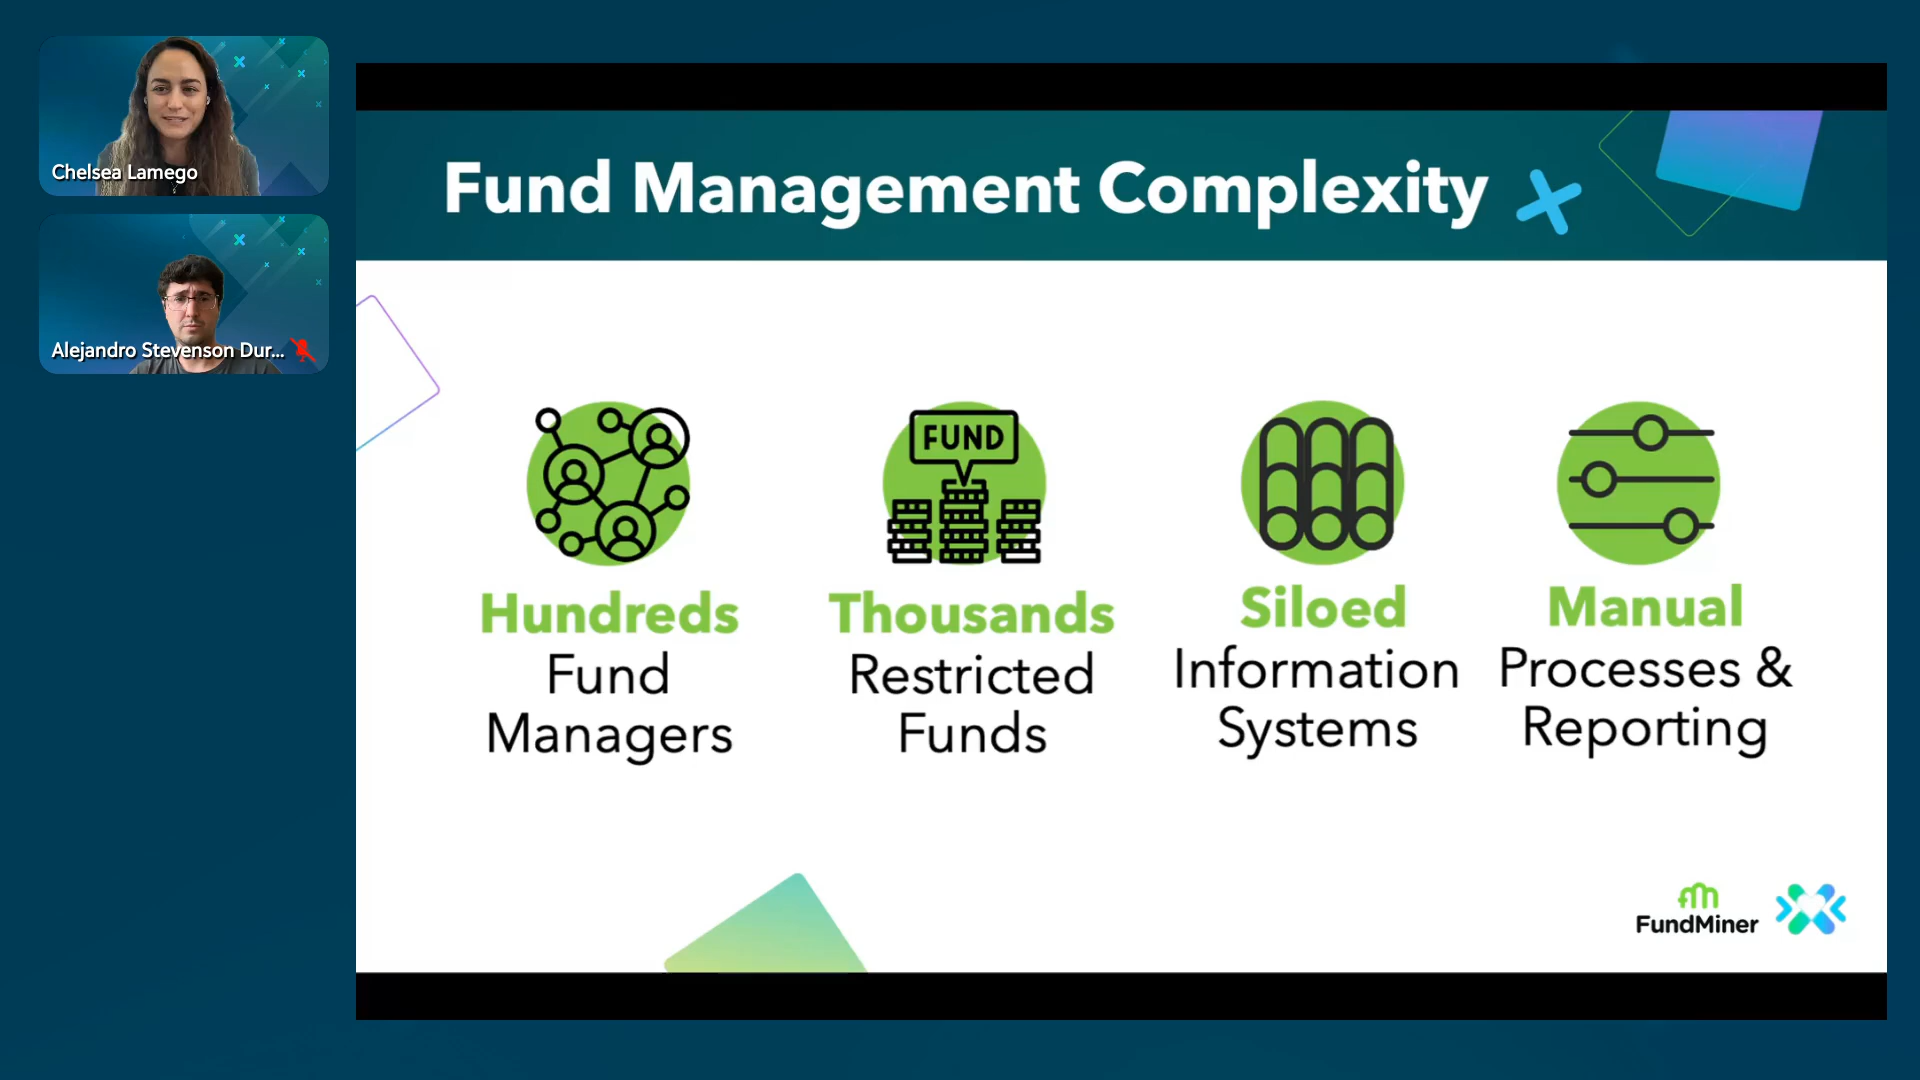 Chelsea Lamego
Alejandro Stevenson Dur...
Fund Management Complexity
FUND
Hundreds
Fund
Managers
Thousands
Restricted
Funds
Siloed
Information
Systems
Manual
Processes &
Reporting
fm
FundMiner